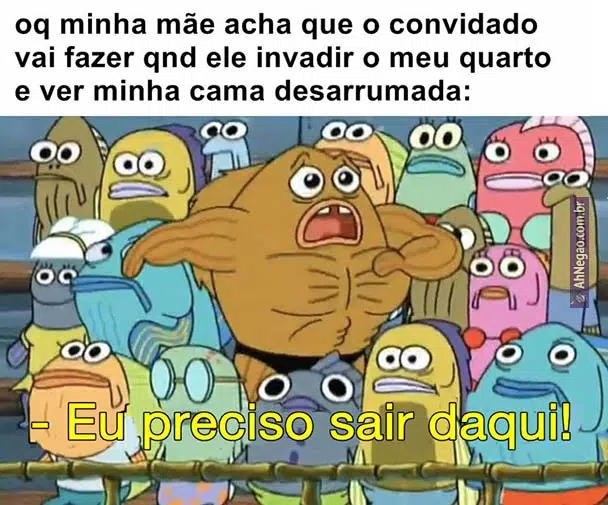 oq minha mãe acha que o convidado
vai fazer qnd ele invadir o meu quarto
e ver minha cama desarrumada:
AhNegao.com.br
- Eu preciso sair daqui!